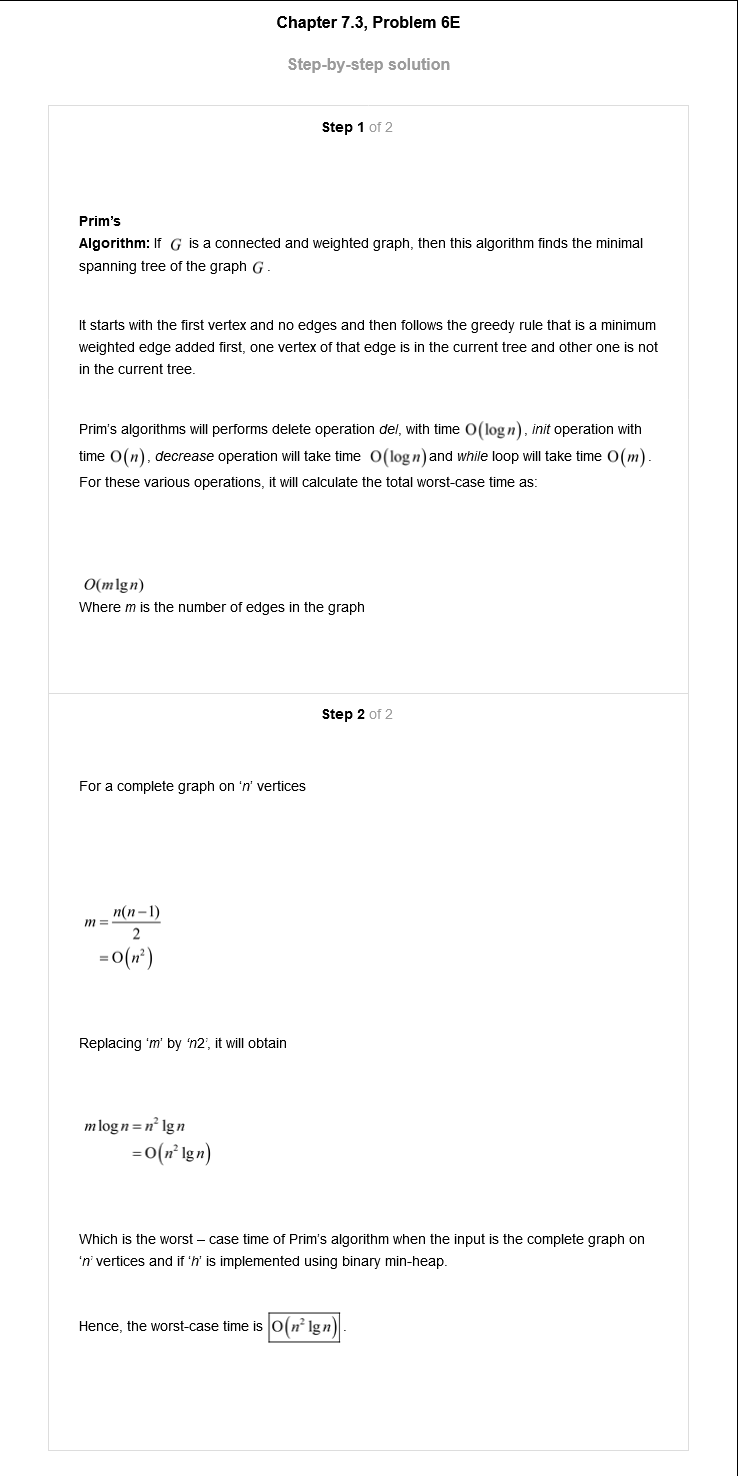 Chapter 7.3, Problem 6E
Step-by-step solution
Step 1 of 2
Prim's
Algorithm: If G is a connected and weighted graph, then this algorithm finds the minimal
spanning tree of the graph G .
It starts with the first vertex and no edges and then follows the greedy rule that is a minimum
weighted edge added first, one vertex of that edge is in the current tree and other one is not
in the current tree.
Prim's algorithms will performs delete operation del, with time O(log n), init operation with
time O(n), decrease operation will take time O(log n) and while loop will take time O(m).
For these various operations, it will calculate the total worst-case time as:
O(m lg n)
Where m is the number of edges in the graph
Step 2 of 2
For a complete graph on 'n' vertices
m = n(n−1)/2
= O(n²)
Replacing 'm' by 'n2', it will obtain
m log n = n² lg n
= O(n² lg n)
Which is the worst – case time of Prim's algorithm when the input is the complete graph on
'n' vertices and if 'h' is implemented using binary min-heap.
Hence, the worst-case time is O(n² lg n).